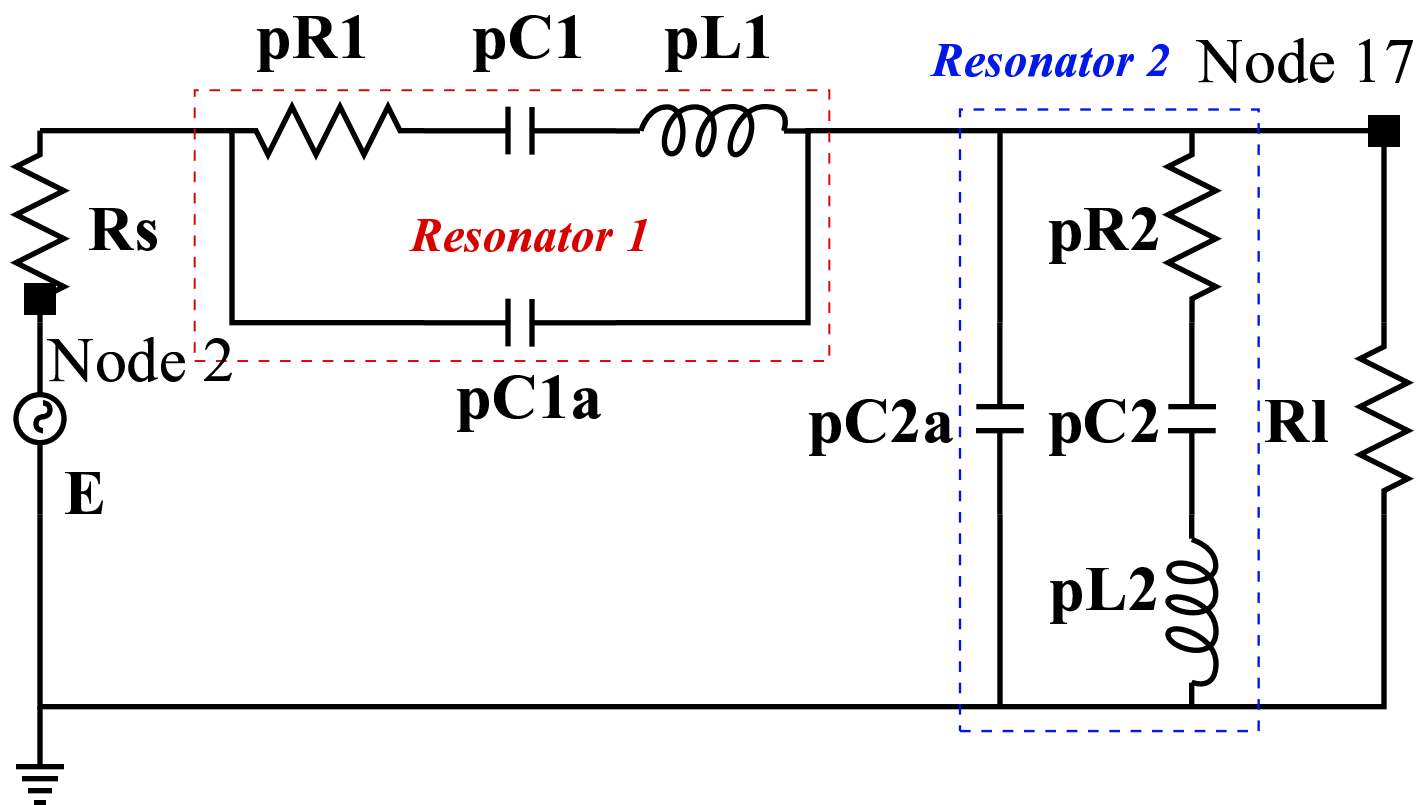 pR1 pC1 pL1
Resonator 2 Node 17
Rs
Resonator 1
pR2
Node 2
pC1a
pC2a pC2 Rl
E
pL2